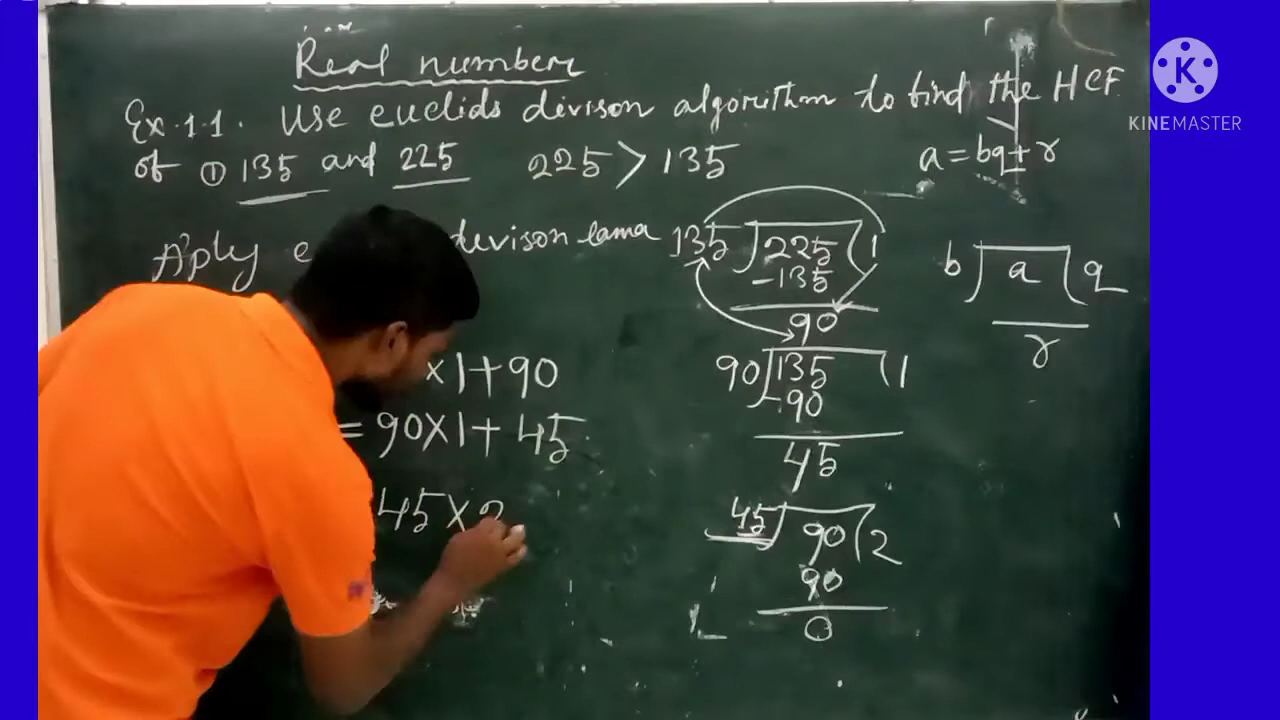 Real number
Ex.1.1. Use euclids divison algorithm to find the HCF
of ① 135 and 225 225 > 135 a = bq + r
Aply e devison lama
135 225 1
-135
90
b a q
r
×1+90
= 90×1+ 45
45×2
90 135 1
-90
45
45 90 2
90
0
K
KINEMASTER